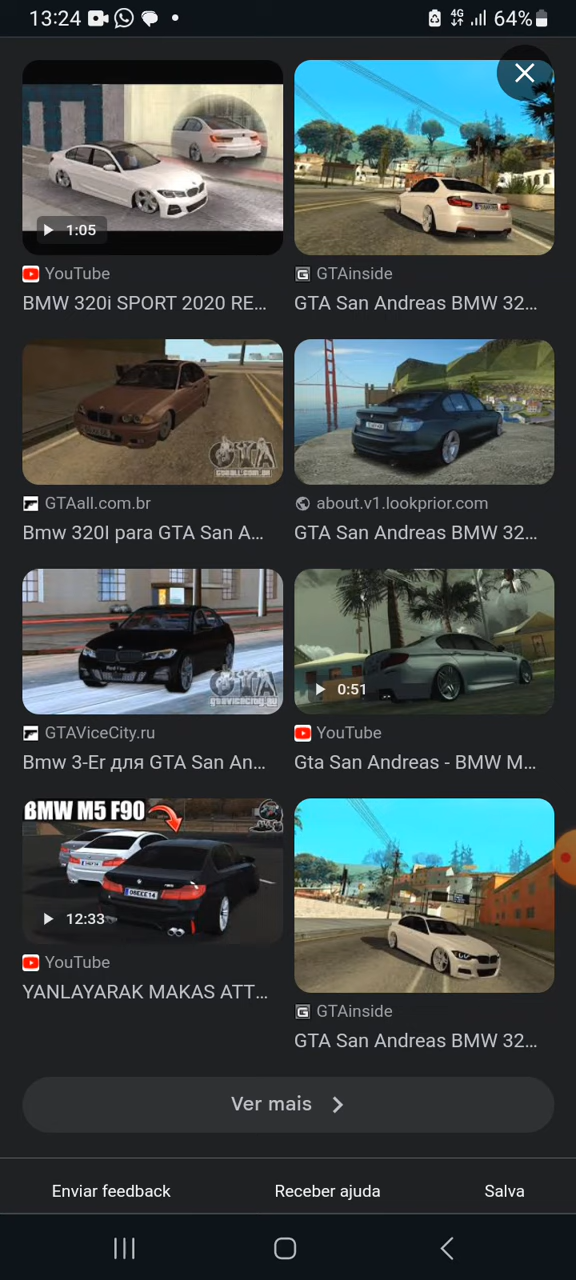 13:24
4G
64%
1:05
YouTube
GTAinside
BMW 320i SPORT 2020 RE...
GTA San Andreas BMW 32...
GTA
GTAall.com.br
about.v1.lookprior.com
Bmw 320I para GTA San A...
GTA San Andreas BMW 32...
GTA
0:51
GTAViceCity.ru
YouTube
Bmw 3-Er для GTA San An...
Gta San Andreas - BMW M...
BMW M5 F90
12:33
YouTube
YANLAYARAK MAKAS ATT...
GTAinside
GTA San Andreas BMW 32...
Ver mais
Enviar feedback
Receber ajuda
Salva